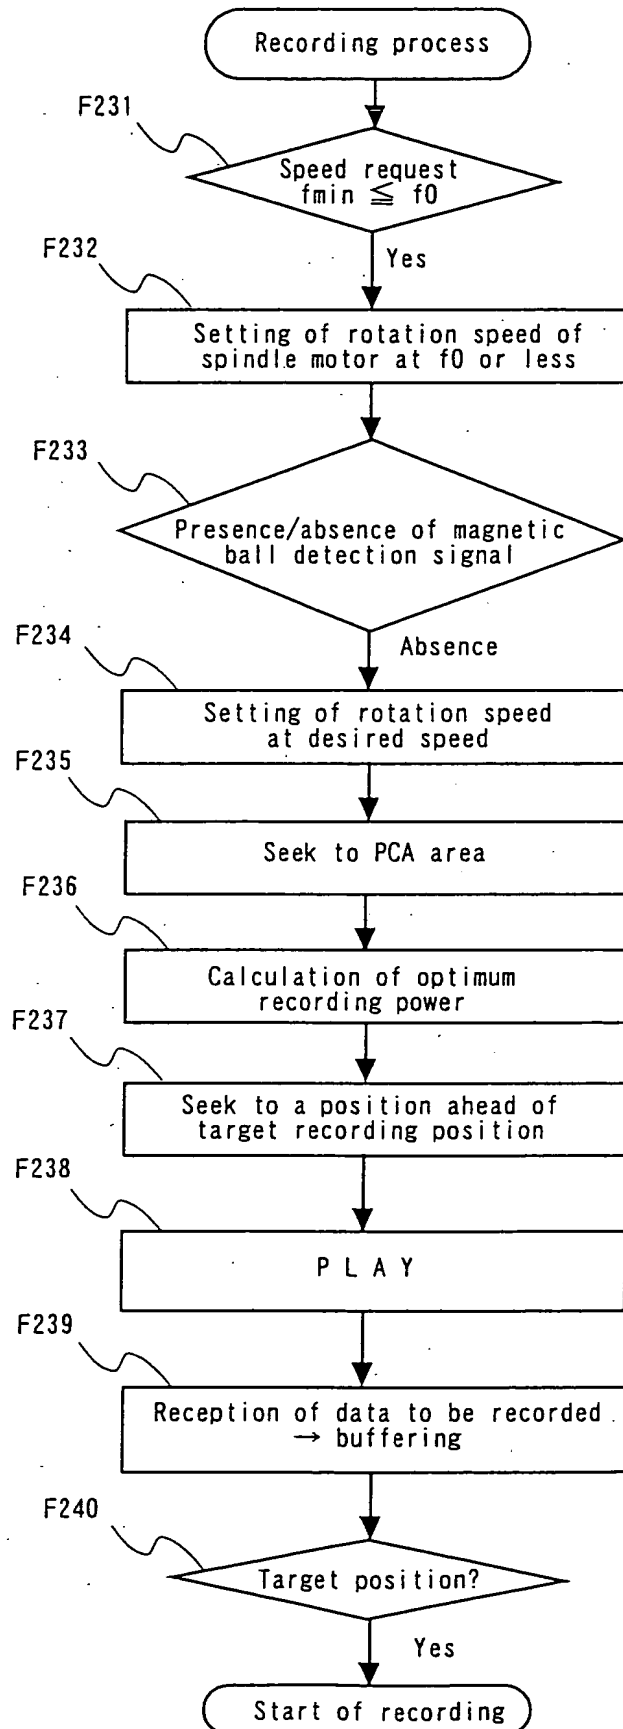 Recording process
F231
Speed request
fmin ≦ f0
Yes
F232
Setting of rotation speed of
spindle motor at f0 or less
F233
Presence/absence of magnetic
ball detection signal
Absence
F234
Setting of rotation speed
at desired speed
F235
Seek to PCA area
F236
Calculation of optimum
recording power
F237
Seek to a position ahead of
target recording position
F238
P L A Y
F239
Reception of data to be recorded
→ buffering
F240
Target position?
Yes
Start of recording